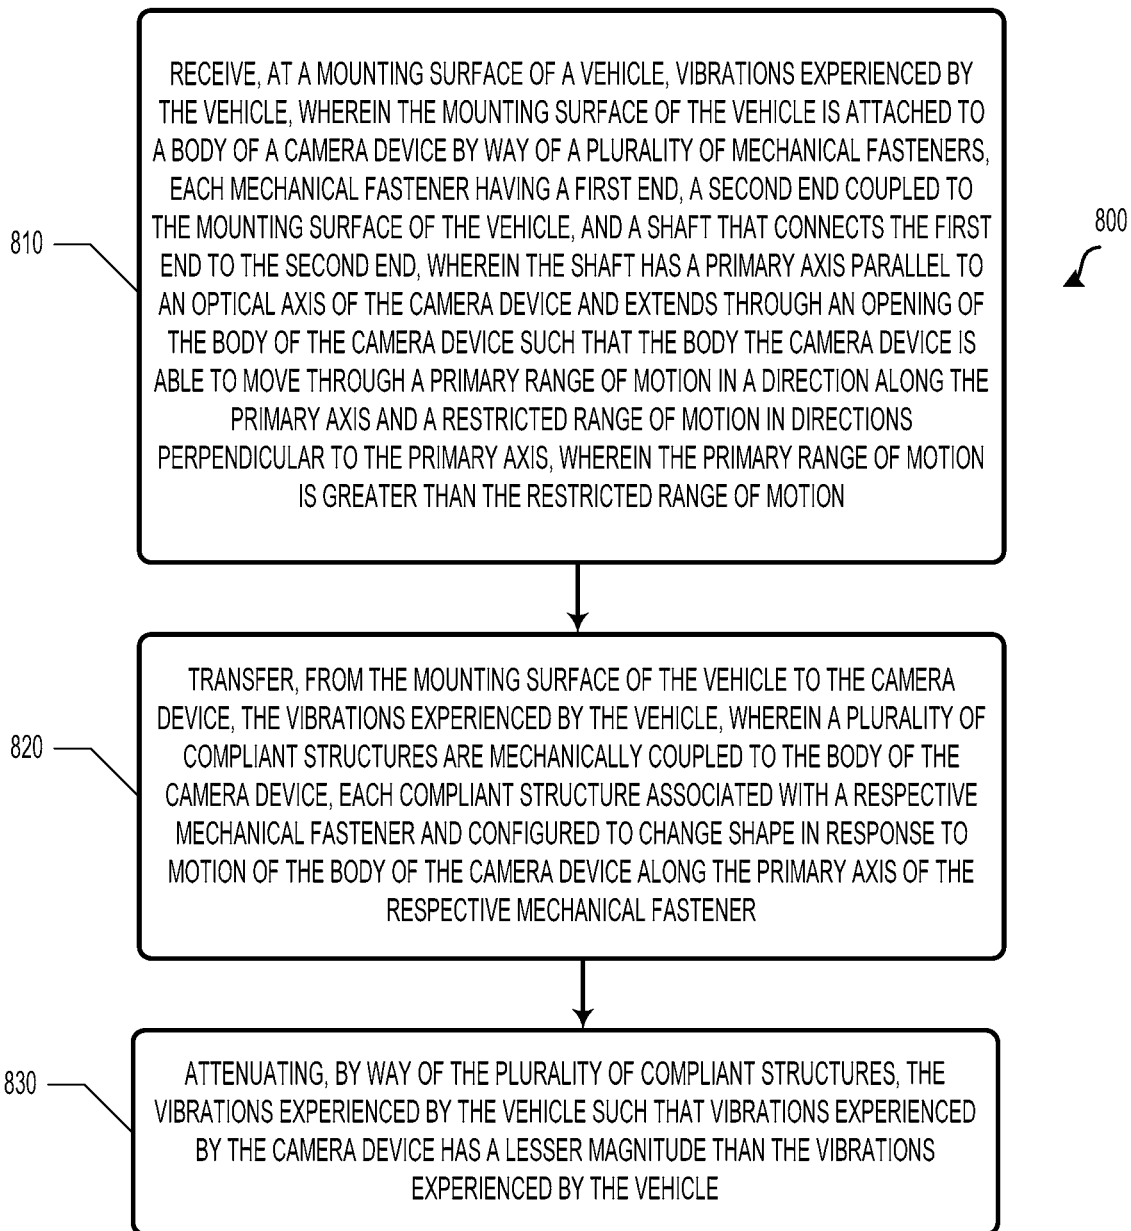 RECEIVE, AT A MOUNTING SURFACE OF A VEHICLE, VIBRATIONS EXPERIENCED BY
THE VEHICLE, WHEREIN THE MOUNTING SURFACE OF THE VEHICLE IS ATTACHED TO
A BODY OF A CAMERA DEVICE BY WAY OF A PLURALITY OF MECHANICAL FASTENERS,
EACH MECHANICAL FASTENER HAVING A FIRST END, A SECOND END COUPLED TO
THE MOUNTING SURFACE OF THE VEHICLE, AND A SHAFT THAT CONNECTS THE FIRST
END TO THE SECOND END, WHEREIN THE SHAFT HAS A PRIMARY AXIS PARALLEL TO
AN OPTICAL AXIS OF THE CAMERA DEVICE AND EXTENDS THROUGH AN OPENING OF
THE BODY OF THE CAMERA DEVICE SUCH THAT THE BODY THE CAMERA DEVICE IS
ABLE TO MOVE THROUGH A PRIMARY RANGE OF MOTION IN A DIRECTION ALONG THE
PRIMARY AXIS AND A RESTRICTED RANGE OF MOTION IN DIRECTIONS
PERPENDICULAR TO THE PRIMARY AXIS, WHEREIN THE PRIMARY RANGE OF MOTION
IS GREATER THAN THE RESTRICTED RANGE OF MOTION
810
800
TRANSFER, FROM THE MOUNTING SURFACE OF THE VEHICLE TO THE CAMERA
DEVICE, THE VIBRATIONS EXPERIENCED BY THE VEHICLE, WHEREIN A PLURALITY OF
COMPLIANT STRUCTURES ARE MECHANICALLY COUPLED TO THE BODY OF THE
CAMERA DEVICE, EACH COMPLIANT STRUCTURE ASSOCIATED WITH A RESPECTIVE
MECHANICAL FASTENER AND CONFIGURED TO CHANGE SHAPE IN RESPONSE TO
MOTION OF THE BODY OF THE CAMERA DEVICE ALONG THE PRIMARY AXIS OF THE
RESPECTIVE MECHANICAL FASTENER
820
ATTENUATING, BY WAY OF THE PLURALITY OF COMPLIANT STRUCTURES, THE
VIBRATIONS EXPERIENCED BY THE VEHICLE SUCH THAT VIBRATIONS EXPERIENCED
BY THE CAMERA DEVICE HAS A LESSER MAGNITUDE THAN THE VIBRATIONS
EXPERIENCED BY THE VEHICLE
830